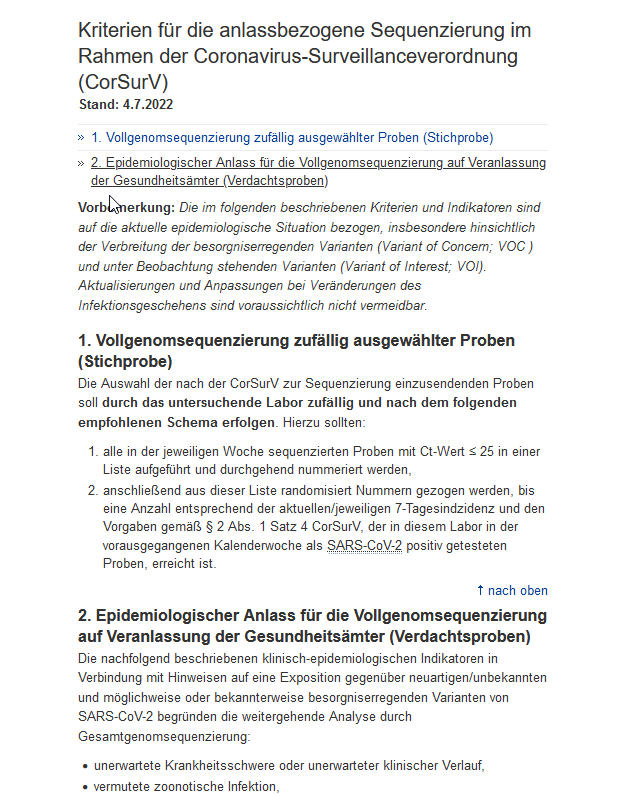 Kriterien für die anlassbezogene Sequenzierung im
Rahmen der Coronavirus-Surveillanceverordnung
(CorSurV)
Stand: 4.7.2022
» 1. Vollgenomsequenzierung zufällig ausgewählter Proben (Stichprobe)
» 2. Epidemiologischer Anlass für die Vollgenomsequenzierung auf Veranlassung
der Gesundheitsämter (Verdachtsproben)
Vorbemerkung: Die im folgenden beschriebenen Kriterien und Indikatoren sind
auf die aktuelle epidemiologische Situation bezogen, insbesondere hinsichtlich
der Verbreitung der besorgniserregenden Varianten (Variant of Concern; VOC )
und unter Beobachtung stehenden Varianten (Variant of Interest; VOI).
Aktualisierungen und Anpassungen bei Veränderungen des
Infektionsgeschehens sind voraussichtlich nicht vermeidbar.
1. Vollgenomsequenzierung zufällig ausgewählter Proben
(Stichprobe)
Die Auswahl der nach der CorSurV zur Sequenzierung einzusendenden Proben
soll durch das untersuchende Labor zufällig und nach dem folgenden
empfohlenen Schema erfolgen. Hierzu sollten:
1. alle in der jeweiligen Woche sequenzierten Proben mit Ct-Wert ≤ 25 in einer
Liste aufgeführt und durchgehend nummeriert werden,
2. anschließend aus dieser Liste randomisiert Nummern gezogen werden, bis
eine Anzahl entsprechend der aktuellen/jeweiligen 7-Tagesindzidenz und den
Vorgaben gemäß § 2 Abs. 1 Satz 4 CorSurV, der in diesem Labor in der
vorausgegangenen Kalenderwoche als SARS-CoV-2 positiv getesteten
Proben, erreicht ist.
↑ nach oben
2. Epidemiologischer Anlass für die Vollgenomsequenzierung
auf Veranlassung der Gesundheitsämter (Verdachtsproben)
Die nachfolgend beschriebenen klinisch-epidemiologischen Indikatoren in
Verbindung mit Hinweisen auf eine Exposition gegenüber neuartigen/unbekannten
und möglichweise oder bekannterweise besorgniserregenden Varianten von
SARS-CoV-2 begründen die weitergehende Analyse durch
Gesamtgenomsequenzierung:
• unerwartete Krankheitsschwere oder unerwarteter klinischer Verlauf,
• vermutete zoonotische Infektion,